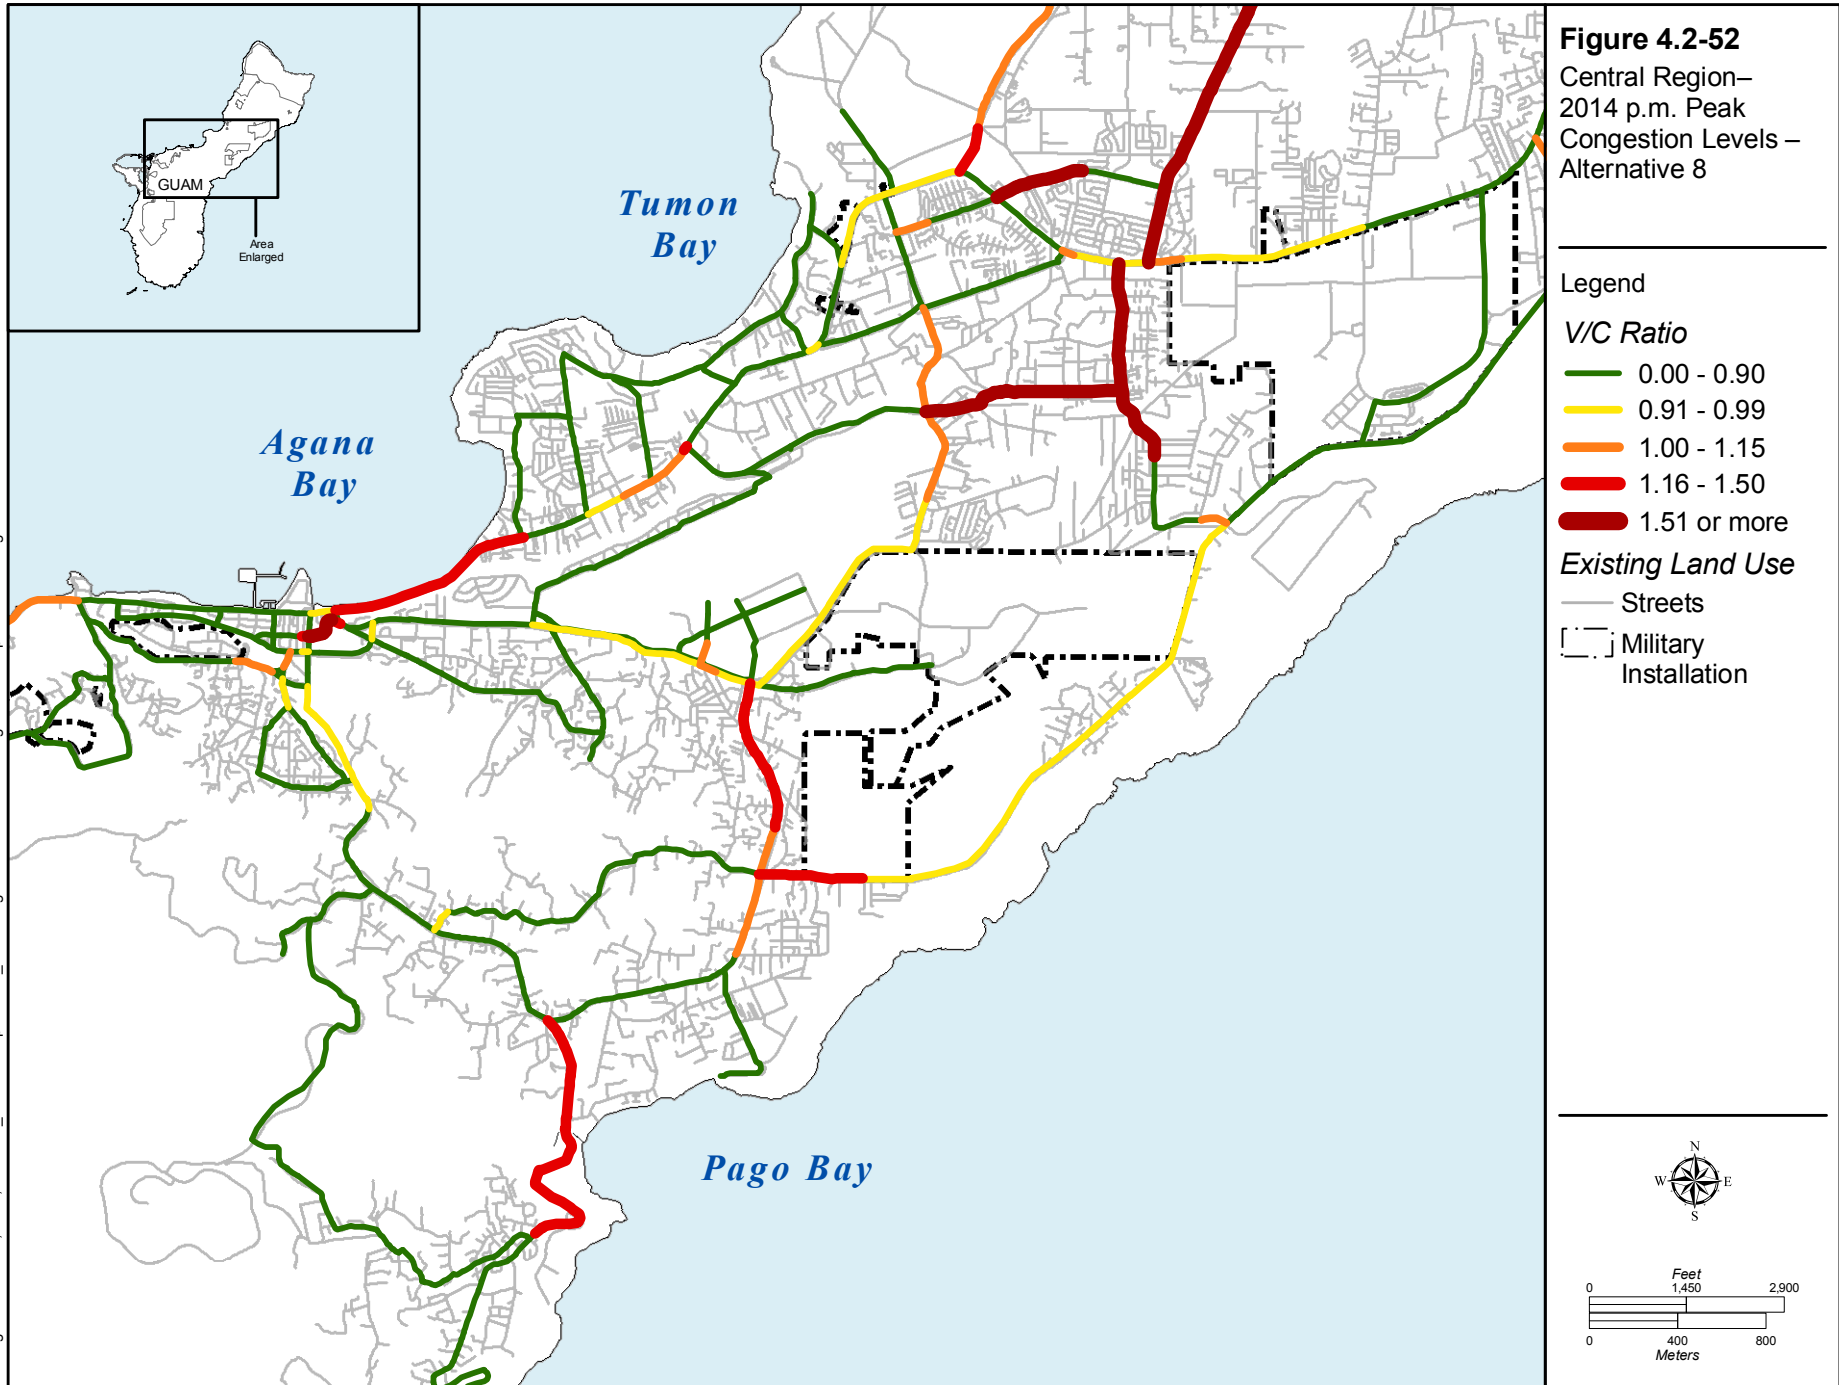 GUAM
Area
Enlarged
Tumon
Bay
Agana
Bay
Pago Bay
Figure 4.2-52
Central Region–
2014 p.m. Peak
Congestion Levels –
Alternative 8
Legend
V/C Ratio
0.00 - 0.90
0.91 - 0.99
1.00 - 1.15
1.16 - 1.50
1.51 or more
Existing Land Use
Streets
Military
Installation
N
W E
S
Feet
0 1,450 2,900
0 400 800
Meters